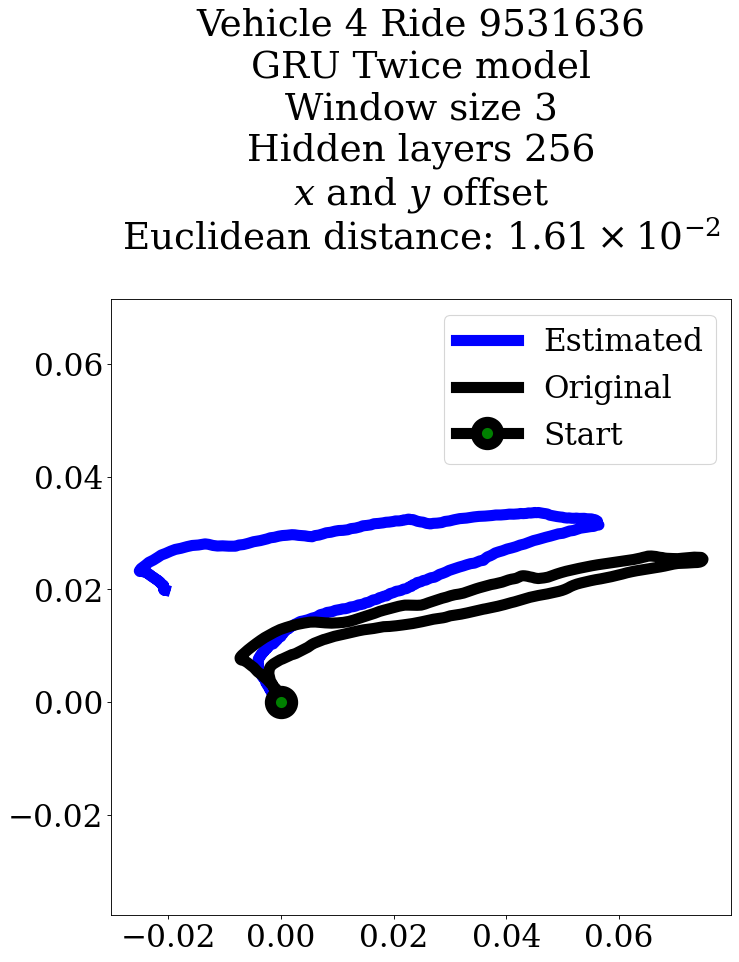 Vehicle 4 Ride 9531636
GRU Twice model
Window size 3
Hidden layers 256
x and y offset
Euclidean distance: 1.61 × 10⁻²
Estimated
Original
Start
0.06
0.04
0.02
0.00
−0.02
−0.02 0.00 0.02 0.04 0.06